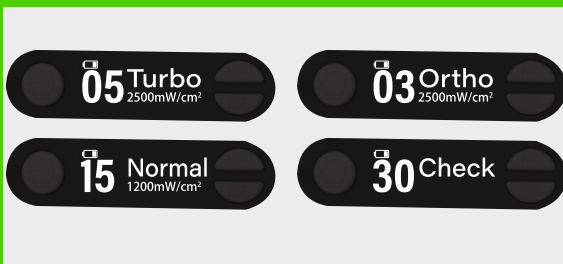 05 Turbo
2500mW/cm²
03 Ortho
2500mW/cm²
15 Normal
1200mW/cm²
30 Check